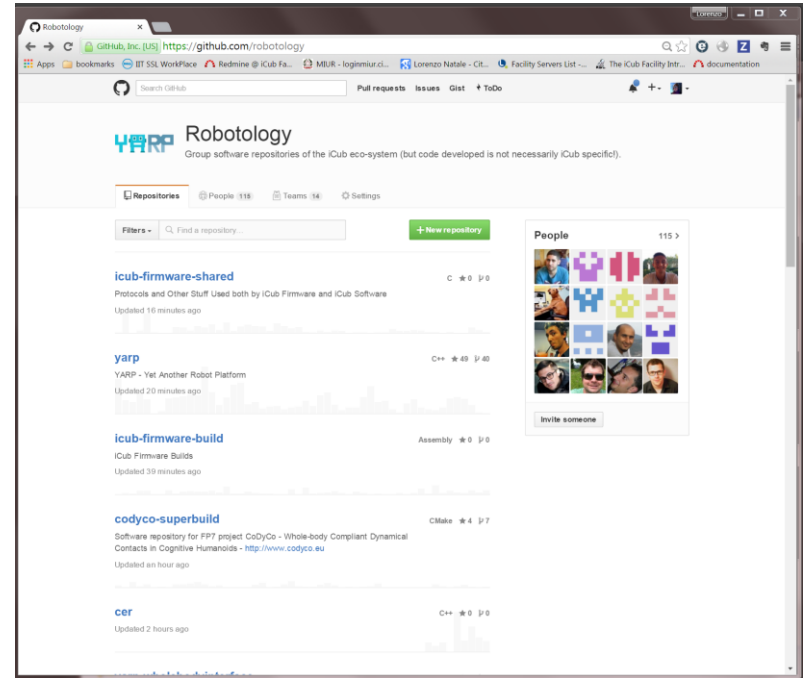 Lorenzo
Robotology
GitHub, Inc. [US] https://github.com/robotology
Apps bookmarks IIT SSL WorkPlace Redmine @ iCub Fa... MIUR - loginmiur.ci... Lorenzo Natale - Cit... Facility Servers List -... The iCub Facility Intr... documentation
Search GitHub Pull requests Issues Gist ToDo
YARP Robotology
Group software repositories of the iCub eco-system (but code developed is not necessarily iCub specific!).
Repositories People 115 Teams 14 Settings
Filters Find a repository... +New repository
People 115 >
icub-firmware-shared C ★0 0
Protocols and Other Stuff Used both by iCub Firmware and iCub Software
Updated 16 minutes ago
yarp C++ ★49 40
YARP - Yet Another Robot Platform
Updated 20 minutes ago
Invite someone
icub-firmware-build Assembly ★0 0
iCub Firmware Builds
Updated 39 minutes ago
codyco-superbuild CMake ★4 7
Software repository for FP7 project CoDyCo - Whole-body Compliant Dynamical
Contacts in Cognitive Humanoids - http://www.codyco.eu
Updated an hour ago
cer C++ ★0 0
Updated 2 hours ago